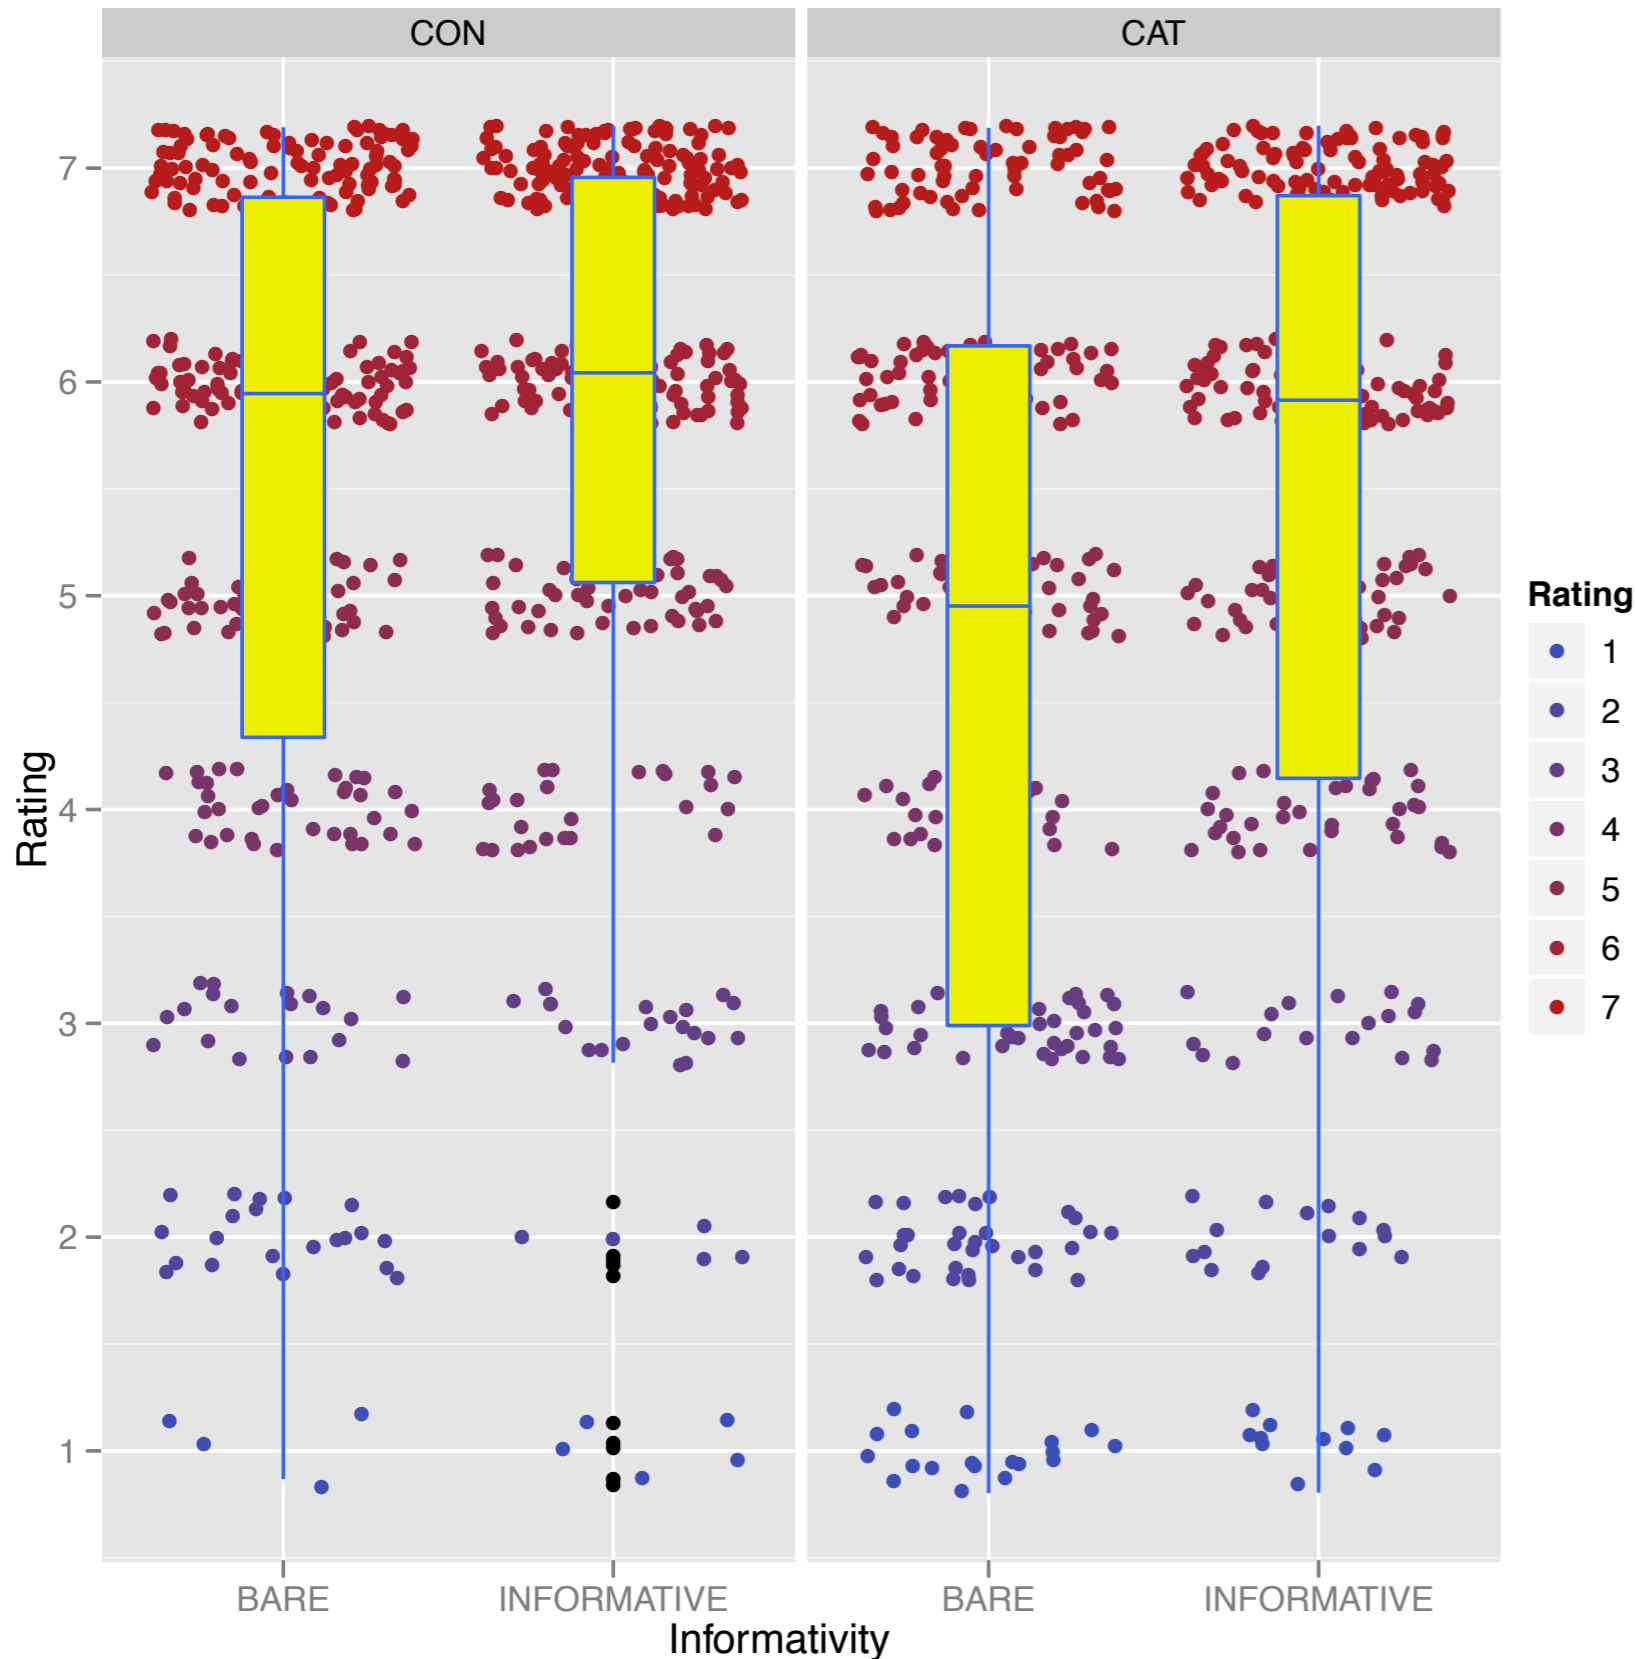 CON
CAT
Rating
7
6
5
4
3
2
1
BARE
INFORMATIVE
BARE
INFORMATIVE
Informativity
Rating
1
2
3
4
5
6
7